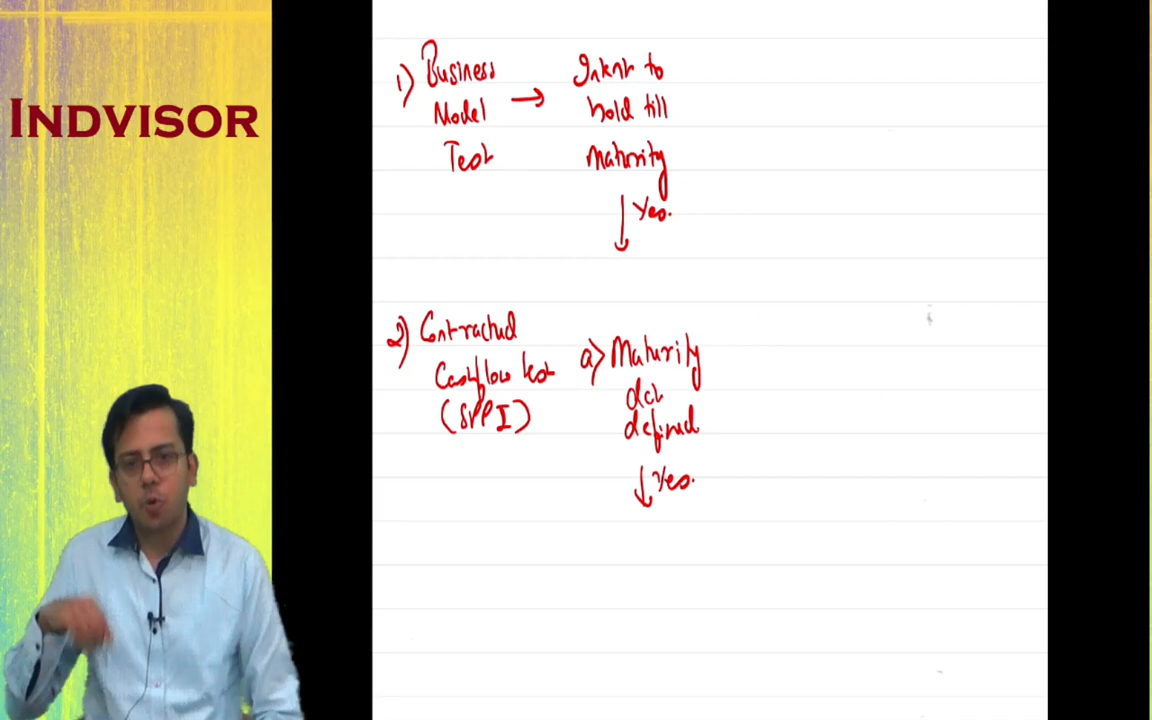 INDVISOR
1) Business → Intent to
Model hold till
Test Maturity
↓ Yes.
2) Contracted
Cashflow test a) Maturity
(SPPI) date
defined
↓ Yes.